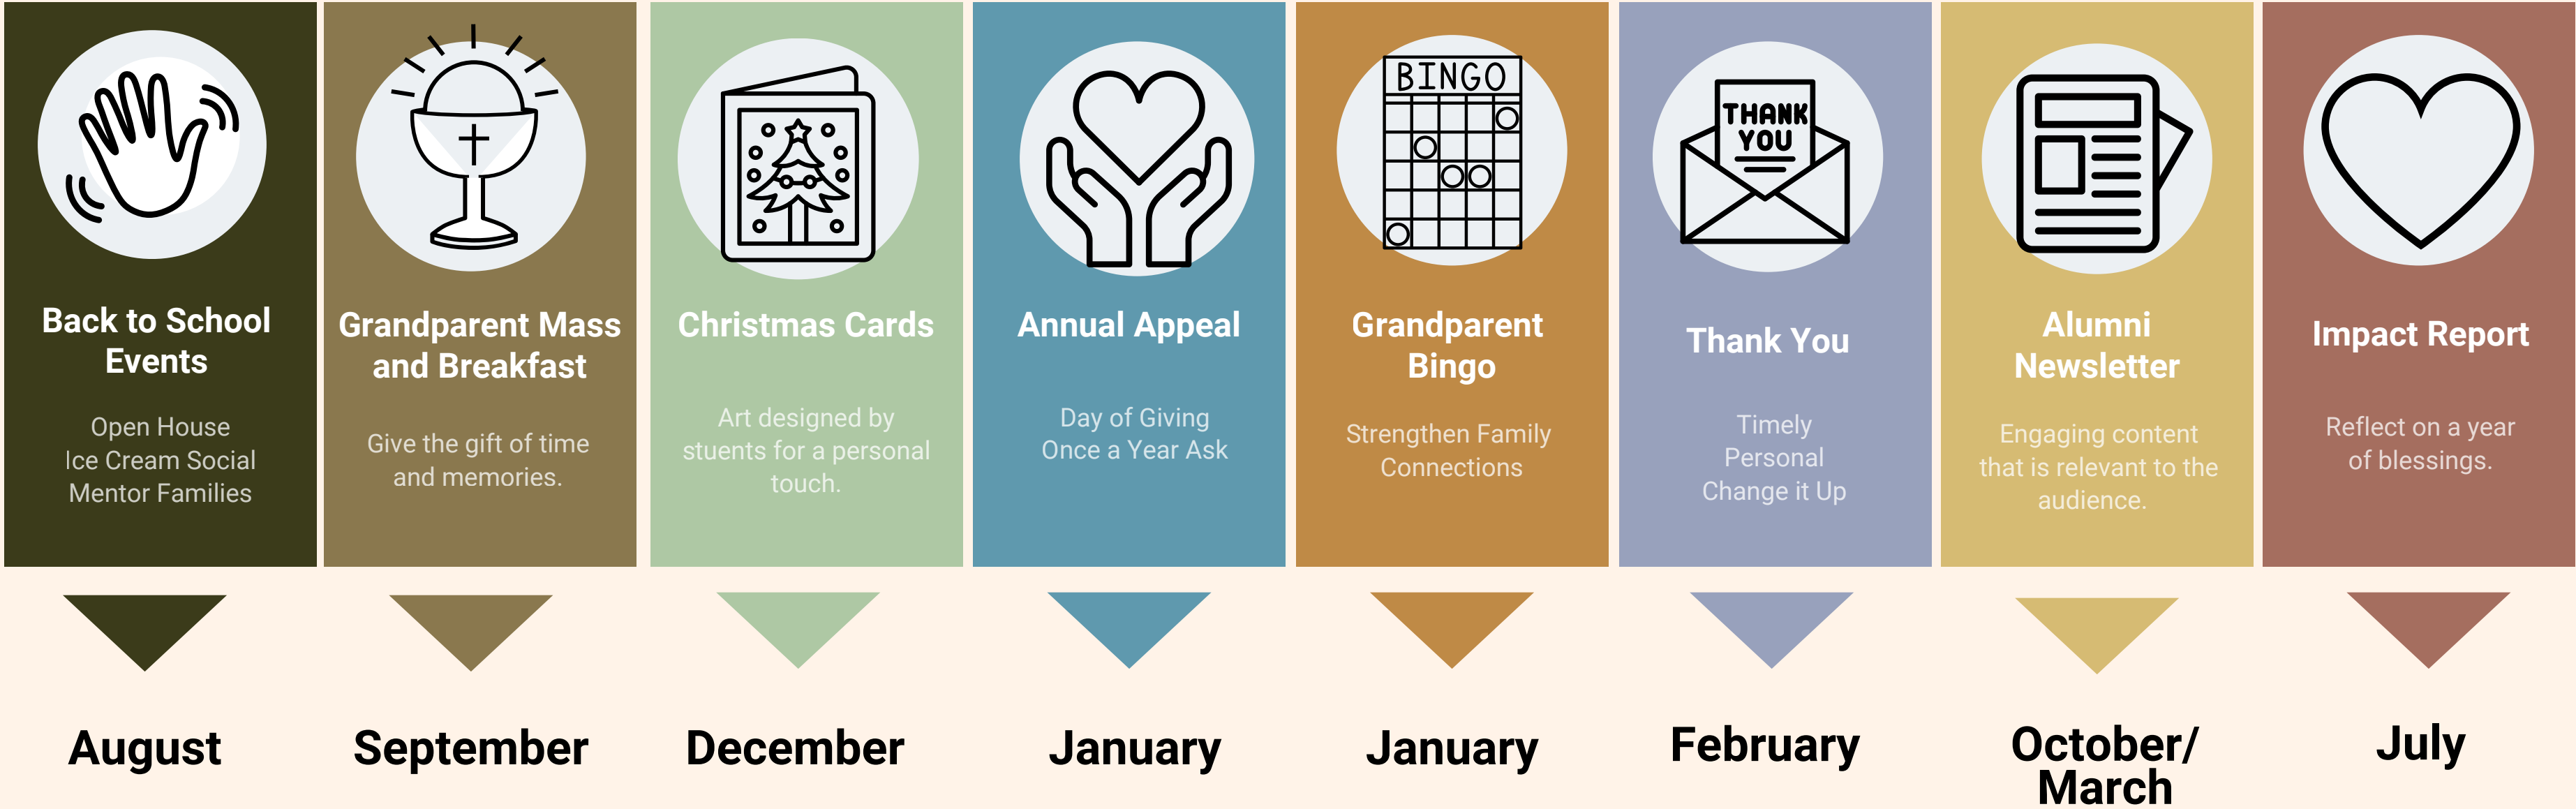 Back to School
Events
Open House
Ice Cream Social
Mentor Families
August
Grandparent Mass
and Breakfast
Give the gift of time
and memories.
September
Christmas Cards
Art designed by
stuents for a personal
touch.
December
Annual Appeal
Day of Giving
Once a Year Ask
January
BINGO
Grandparent
Bingo
Strengthen Family
Connections
January
THANK
YOU
Thank You
Timely
Personal
Change it Up
February
Alumni
Newsletter
Engaging content
that is relevant to the
audience.
October/
March
Impact Report
Reflect on a year
of blessings.
July